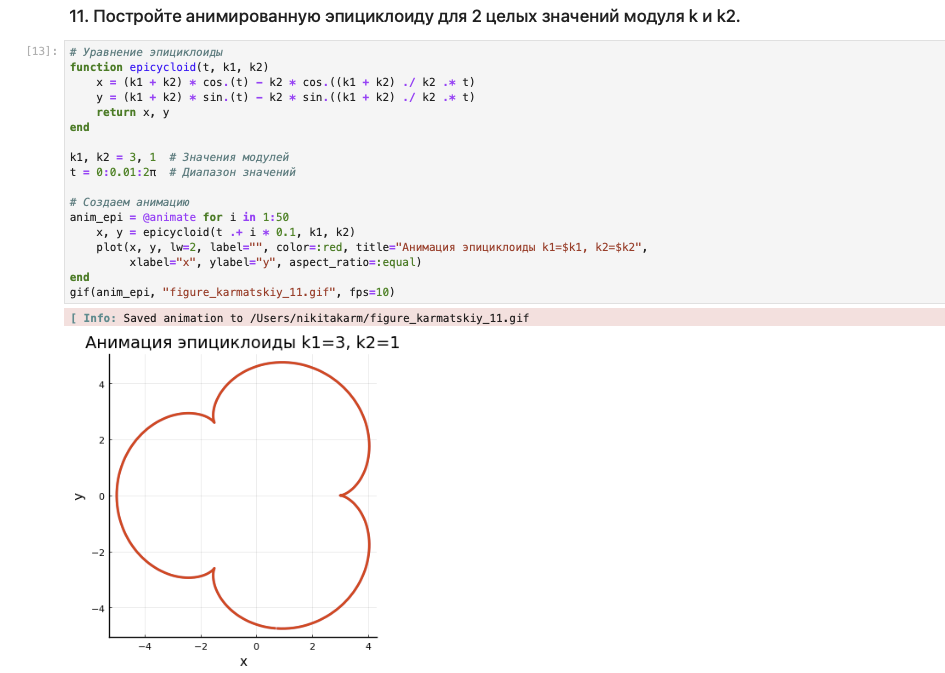 11. Постройте анимированную эпициклоиду для 2 целых значений модуля k и k2.
[13]:
# Уравнение эпициклоиды
function epicycloid(t, k1, k2)
    x = (k1 + k2) * cos.(t) - k2 * cos.((k1 + k2) ./ k2 .* t)
    y = (k1 + k2) * sin.(t) - k2 * sin.((k1 + k2) ./ k2 .* t)
    return x, y
end
k1, k2 = 3, 1  # Значения модулей
t = 0:0.01:2π  # Диапазон значений
# Создаем анимацию
anim_epi = @animate for i in 1:50
    x, y = epicycloid(t .+ i * 0.1, k1, k2)
    plot(x, y, lw=2, label="", color=:red, title="Анимация эпициклоиды k1=$k1, k2=$k2",
         xlabel="x", ylabel="y", aspect_ratio=:equal)
end
gif(anim_epi, "figure_karmatskiy_11.gif", fps=10)
[ Info: Saved animation to /Users/nikitakarm/figure_karmatskiy_11.gif
Анимация эпициклоиды k1=3, k2=1
4
2
y
0
−2
−4
−4 −2 0 2 4
x